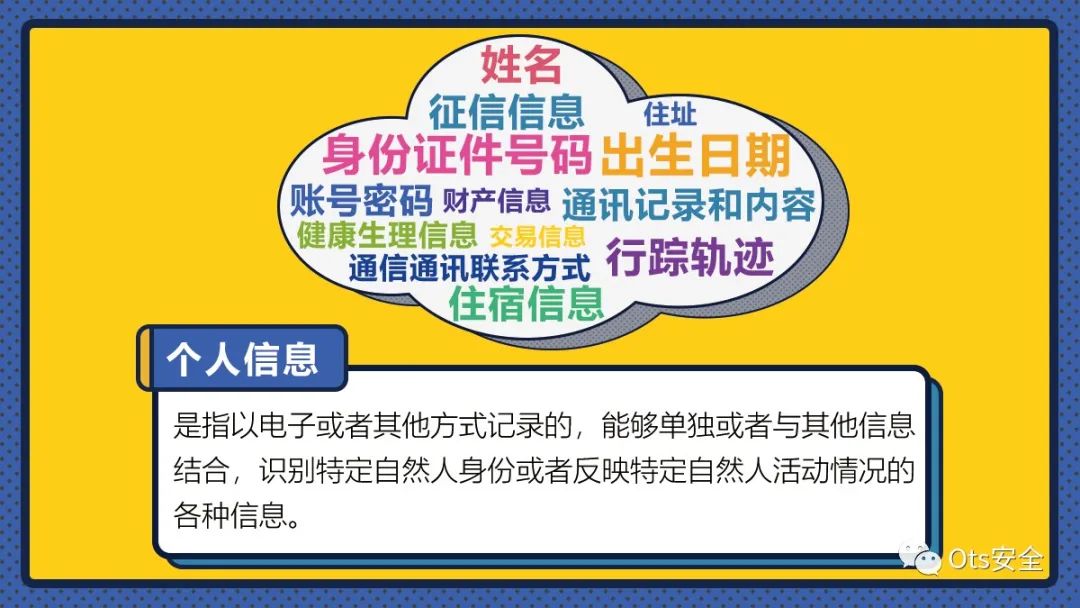 姓名
征信信息
住址
身份证件号码
出生日期
账号密码
财产信息
通讯记录和内容
健康生理信息
交易信息
行踪轨迹
通信通讯联系方式
住宿信息
个人信息
是指以电子或者其他方式记录的，能够单独或者与其他信息
结合，识别特定自然人身份或者反映特定自然人活动情况的
各种信息。
Ots安全